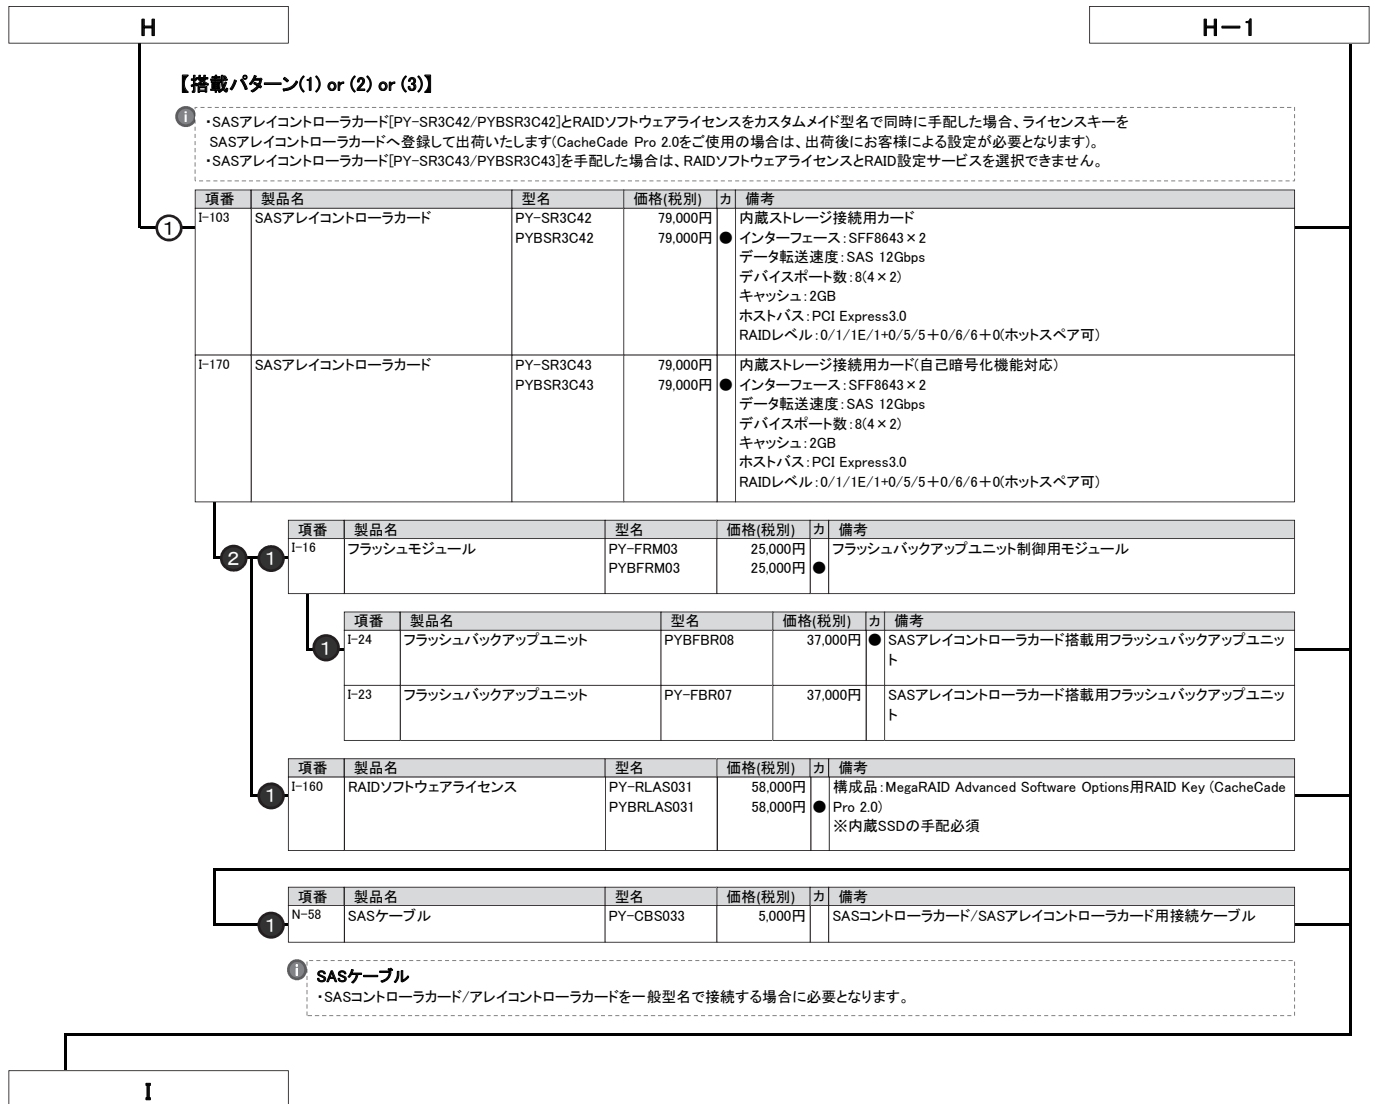 H
H－1
【搭載パターン(1) or (2) or (3)】
i
・SASアレイコントローラカード[PY-SR3C42/PYBSR3C42]とRAIDソフトウェアライセンスをカスタムメイド型名で同時に手配した場合、ライセンスキーを
SASアレイコントローラカードへ登録して出荷いたします(CacheCade Pro 2.0をご使用の場合は、出荷後にお客様による設定が必要となります)。
・SASアレイコントローラカード[PY-SR3C43/PYBSR3C43]を手配した場合は、RAIDソフトウェアライセンスとRAID設定サービスを選択できません。
項番 製品名 型名 価格(税別) カ 備考
1
I-103 SASアレイコントローラカード PY-SR3C42 79,000円 内蔵ストレージ接続用カード
PYBSR3C42 79,000円 ● インターフェース：SFF8643×2
データ転送速度：SAS 12Gbps
デバイスポート数：8(4×2)
キャッシュ：2GB
ホストバス：PCI Express3.0
RAIDレベル：0/1/1E/1+0/5/5＋0/6/6＋0(ホットスペア可)
I-170 SASアレイコントローラカード PY-SR3C43 79,000円 内蔵ストレージ接続用カード(自己暗号化機能対応)
PYBSR3C43 79,000円 ● インターフェース：SFF8643×2
データ転送速度：SAS 12Gbps
デバイスポート数：8(4×2)
キャッシュ：2GB
ホストバス：PCI Express3.0
RAIDレベル：0/1/1E/1+0/5/5＋0/6/6＋0(ホットスペア可)
項番 製品名 型名 価格(税別) カ 備考
2 1 I-16 フラッシュモジュール PY-FRM03 25,000円 フラッシュバックアップユニット制御用モジュール
PYBFRM03 25,000円 ●
項番 製品名 型名 価格(税別) カ 備考
1 I-24 フラッシュバックアップユニット PYBFBR08 37,000円 ● SASアレイコントローラカード搭載用フラッシュバックアップユニッ
ト
I-23 フラッシュバックアップユニット PY-FBR07 37,000円 SASアレイコントローラカード搭載用フラッシュバックアップユニッ
ト
項番 製品名 型名 価格(税別) カ 備考
1 I-160 RAIDソフトウェアライセンス PY-RLAS031 58,000円 構成品：MegaRAID Advanced Software Options用RAID Key (CacheCade
PYBRLAS031 58,000円 ● Pro 2.0)
※内蔵SSDの手配必須
項番 製品名 型名 価格(税別) カ 備考
1 N-58 SASケーブル PY-CBS033 5,000円 SASコントローラカード/SASアレイコントローラカード用接続ケーブル
i SASケーブル
・SASコントローラカード/アレイコントローラカードを一般型名で接続する場合に必要となります。
I